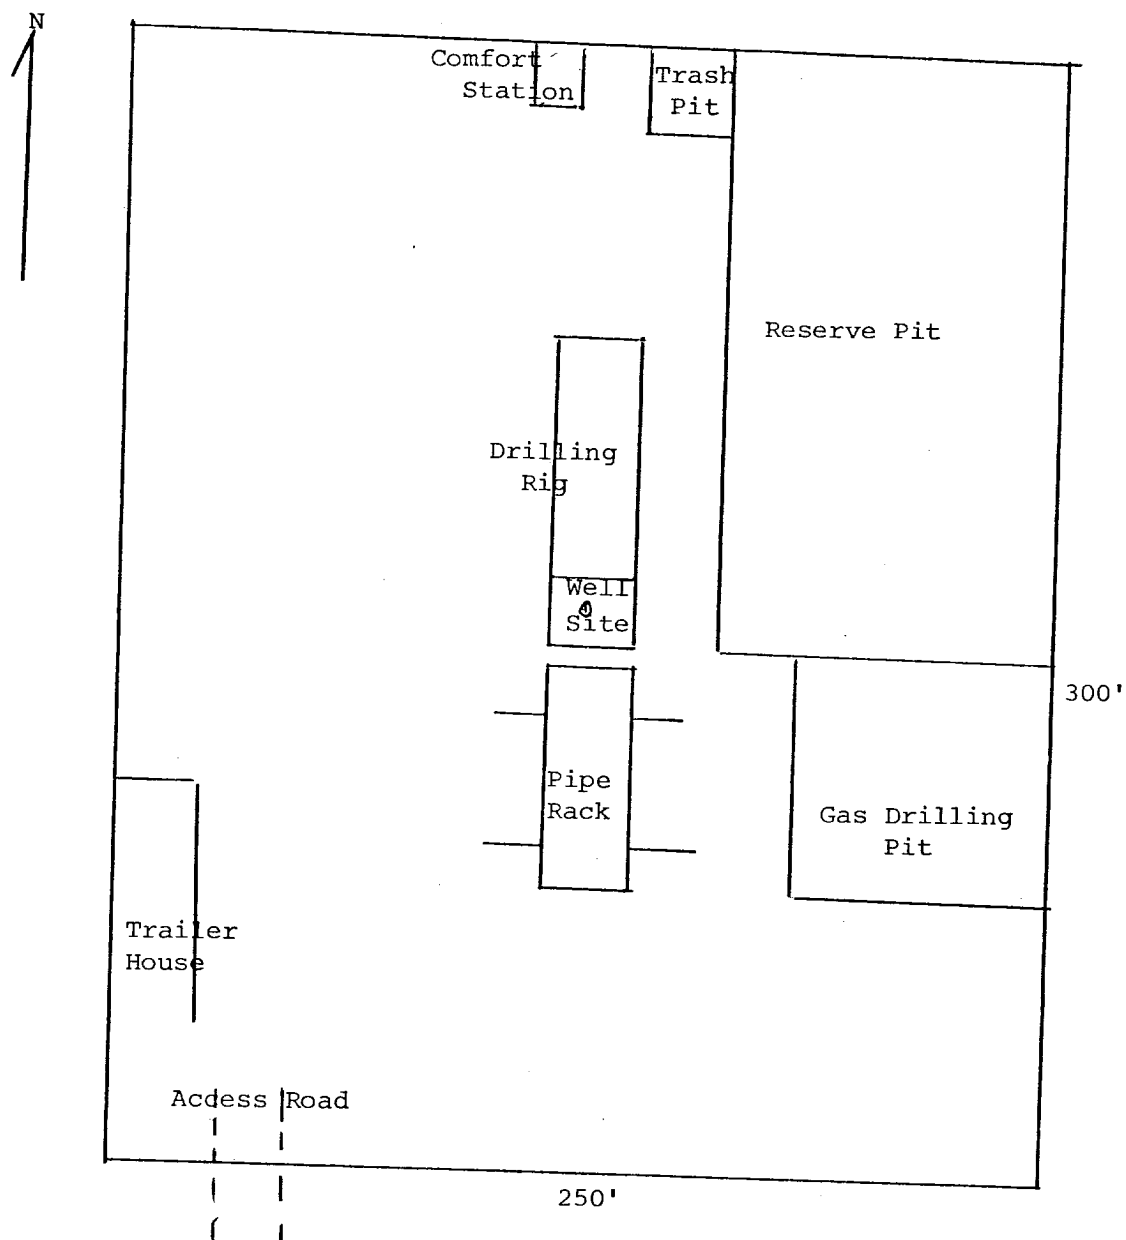 N
Comfort
Station
Trash
Pit
Reserve Pit
Drilling
Rig
Well
Site
300'
Pipe
Rack
Gas Drilling
Pit
Trailer
House
Access Road
250'